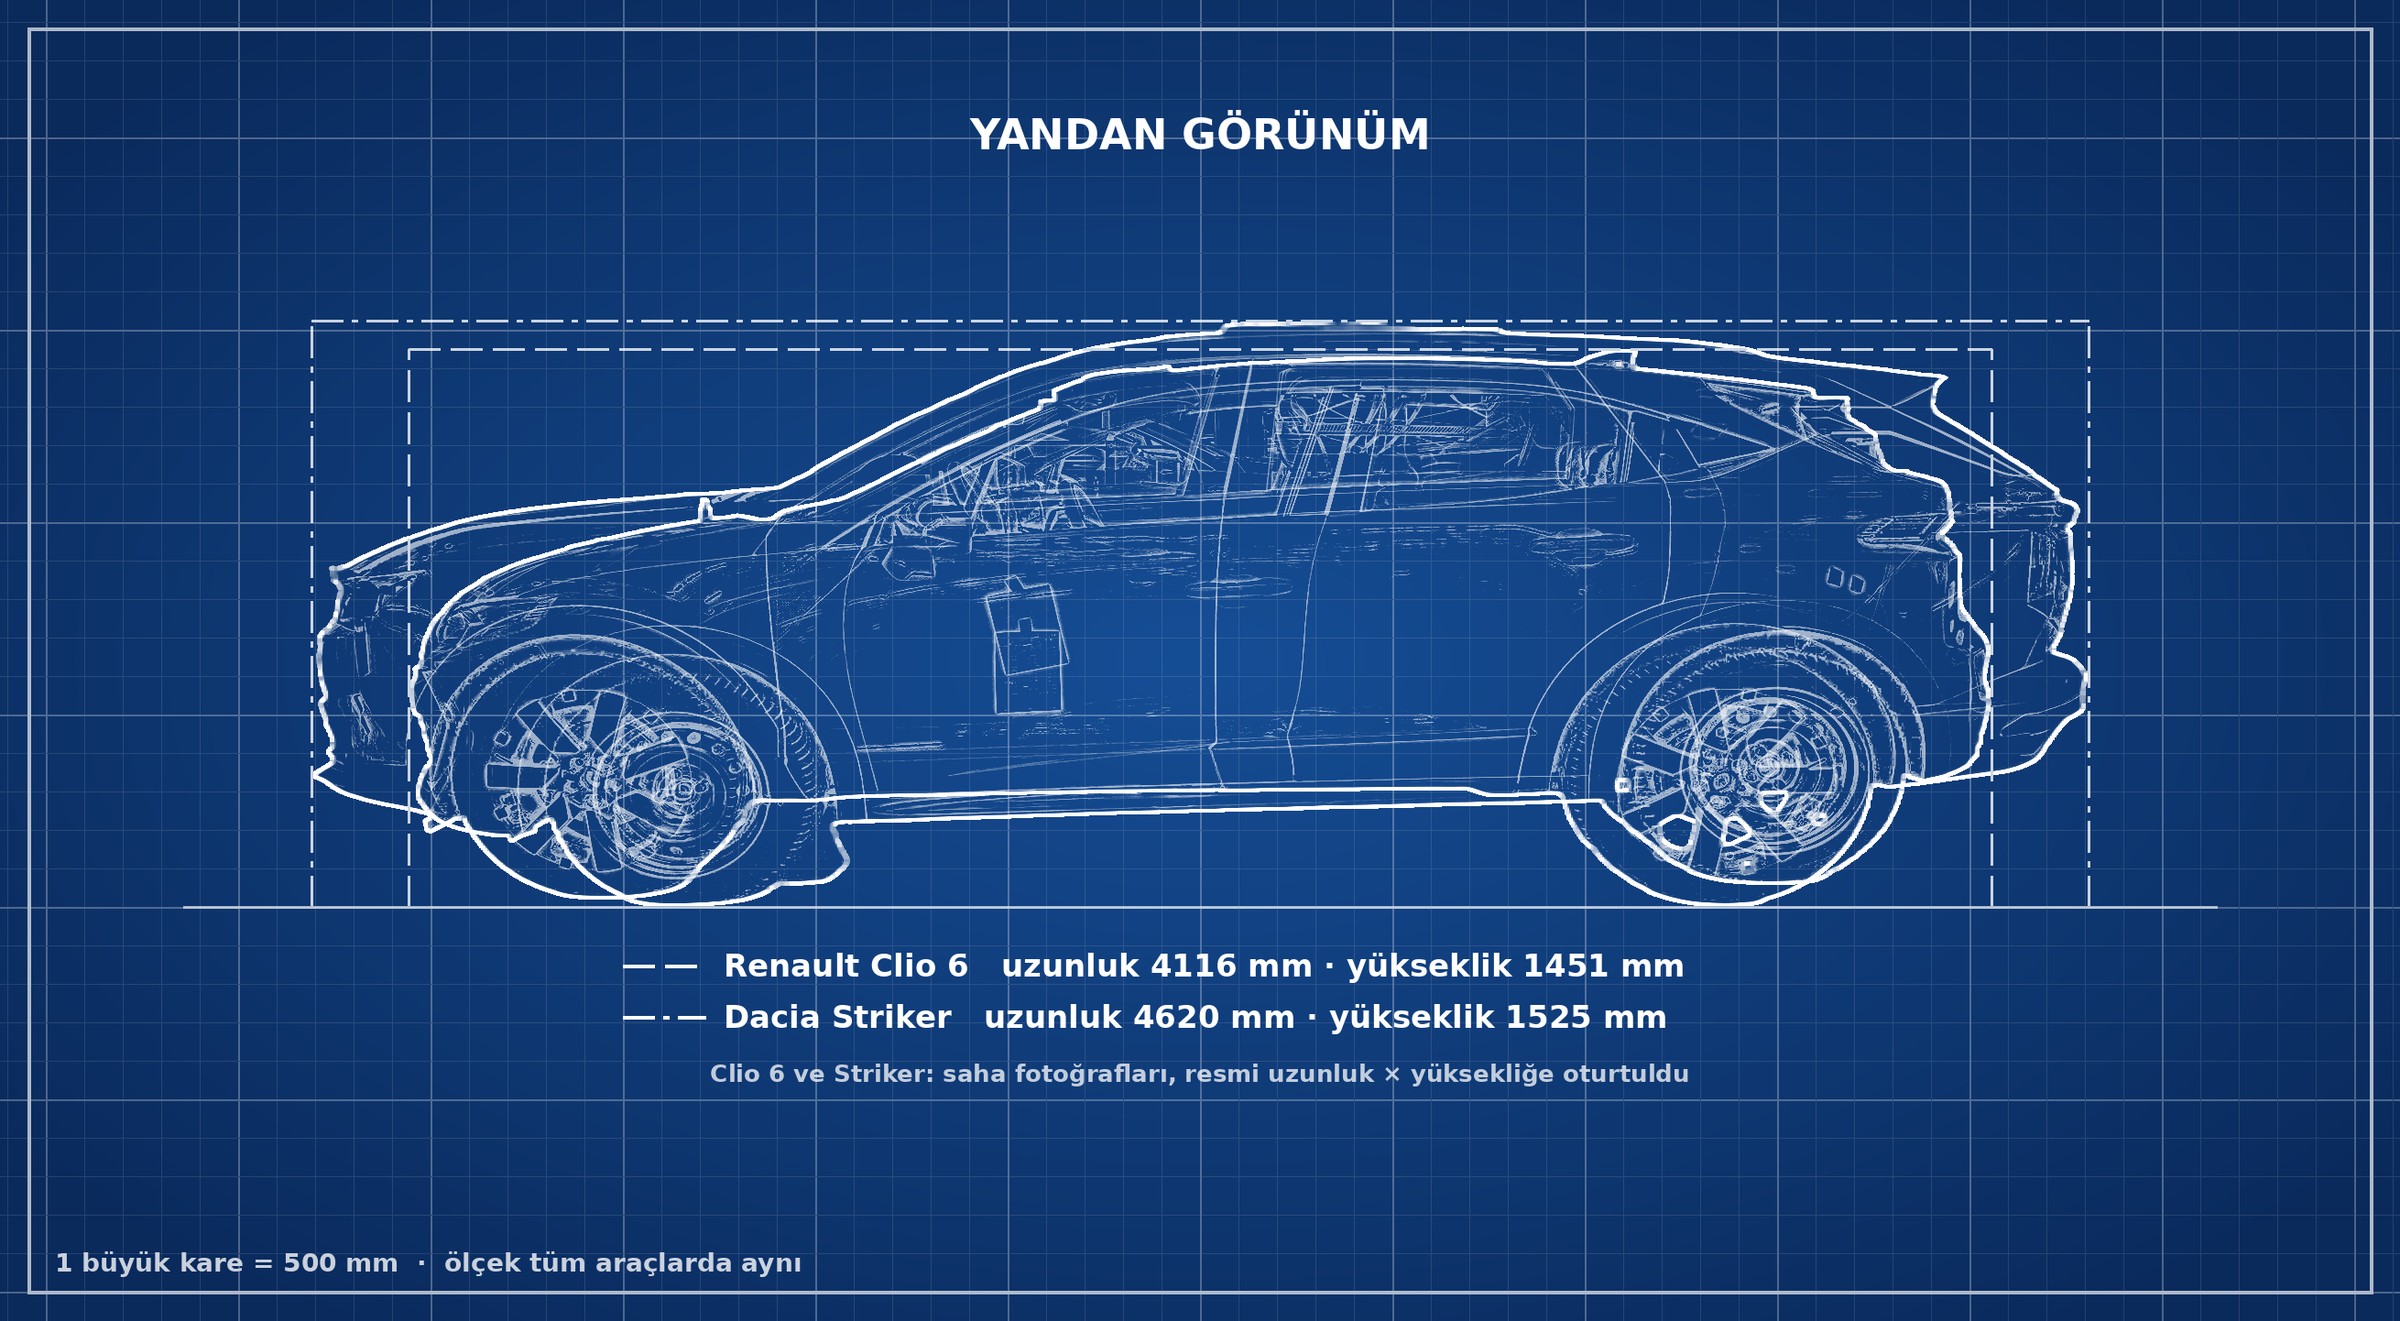 YANDAN GÖRÜNÜM
Renault Clio 6 uzunluk 4116 mm · yükseklik 1451 mm
Dacia Striker uzunluk 4620 mm · yükseklik 1525 mm
Clio 6 ve Striker: saha fotoğrafları, resmi uzunluk × yüksekliğe oturtuldu
1 büyük kare = 500 mm · ölçek tüm araçlarda aynı